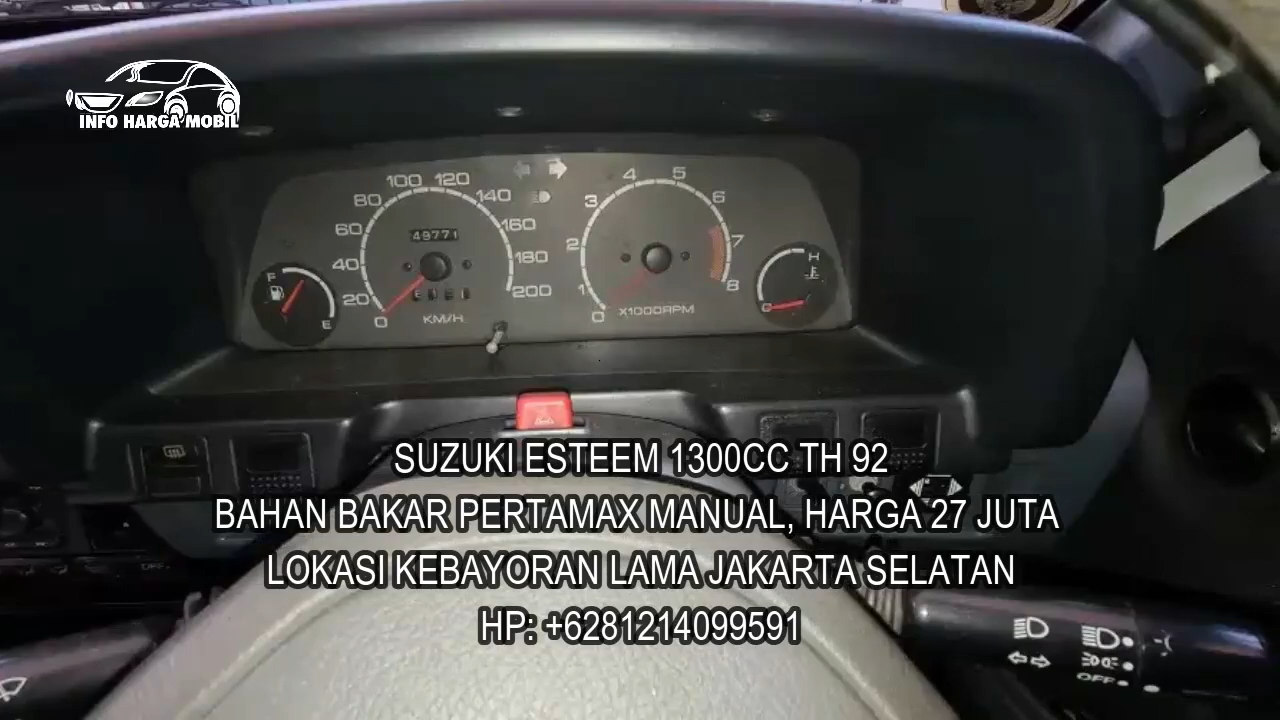 INFO HARGA MOBIL
100 120
80 140
60 160
40 180
20 200
0
49771
KM/H
F
E
4 5
3 6
2 7
1 8
0
X1000RPM
H
C
SUZUKI ESTEEM 1300CC TH 92
BAHAN BAKAR PERTAMAX MANUAL, HARGA 27 JUTA
LOKASI KEBAYORAN LAMA JAKARTA SELATAN
HP: +6281214099591
OFF
OFF